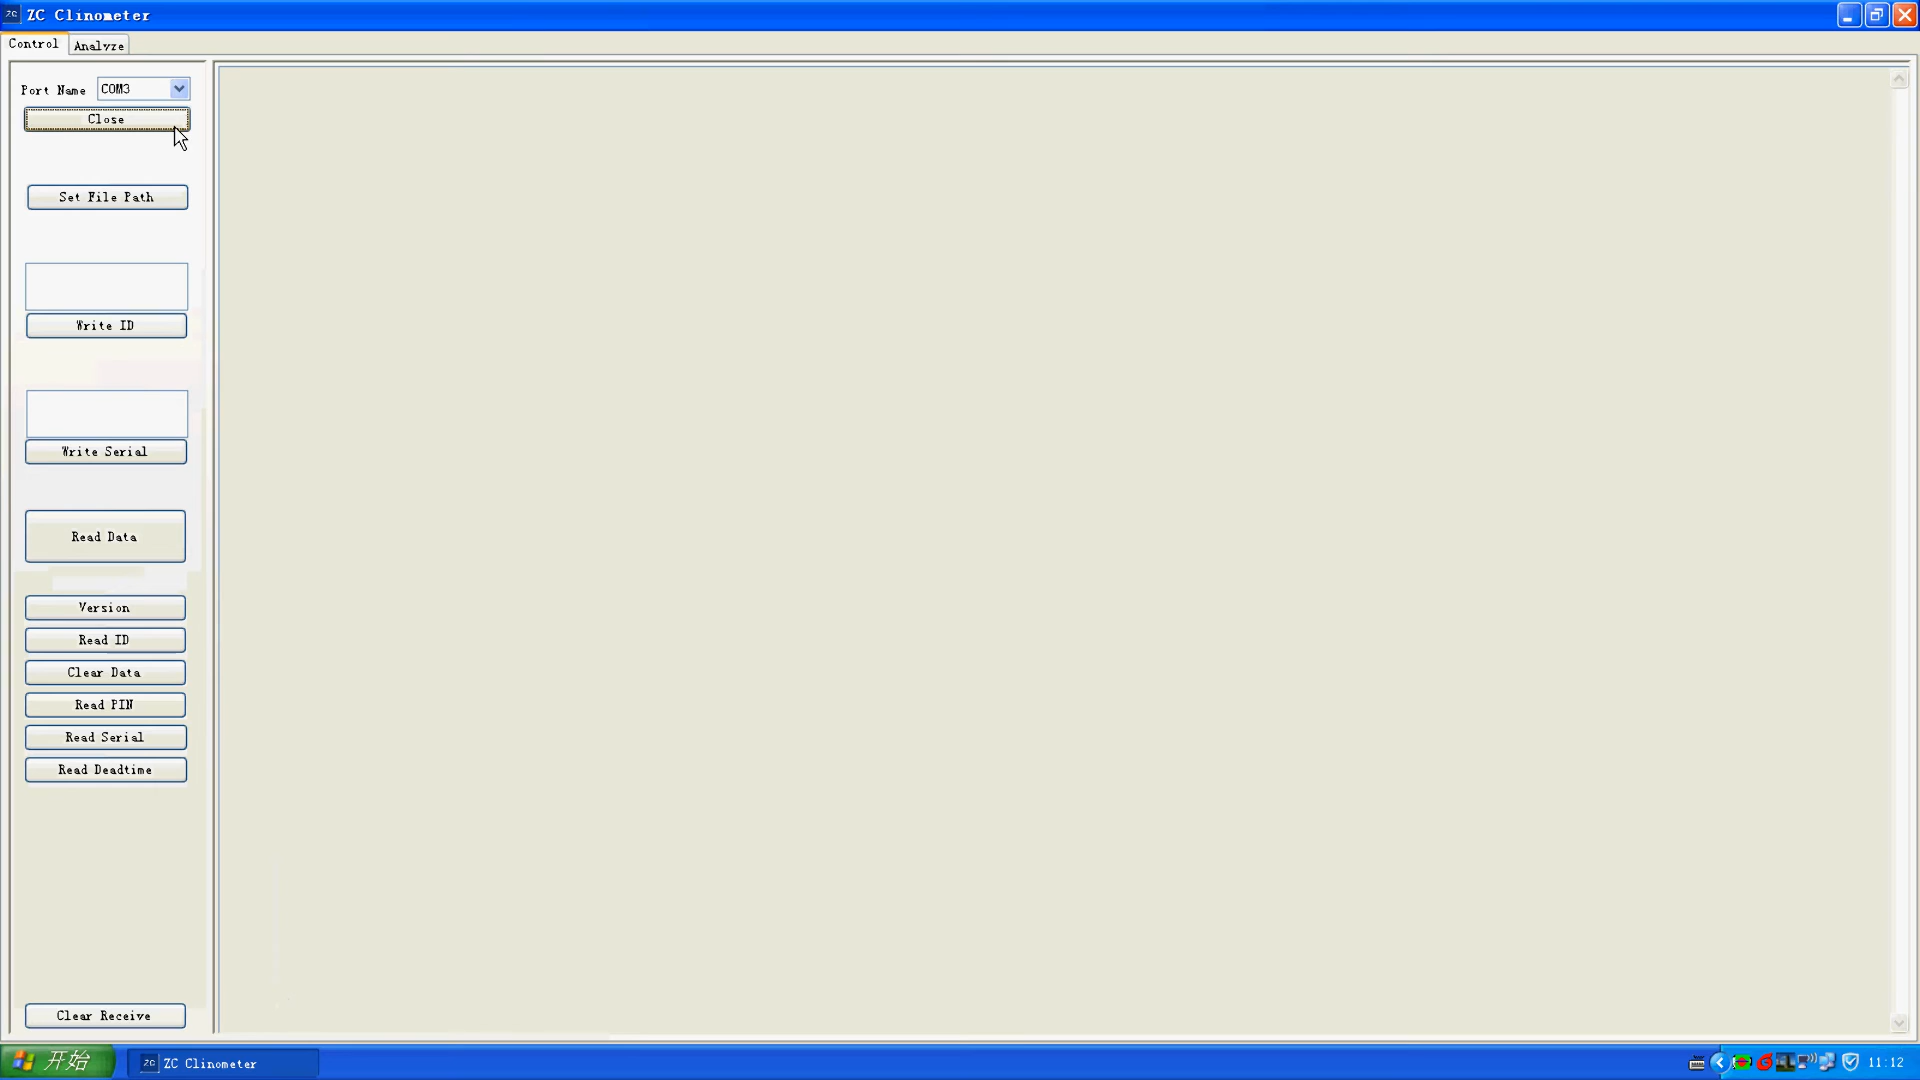 ZC Clinometer
Control
Analyze
Port Name
COM3
Close
Set File Path
Write ID
Write Serial
Read Data
Version
Read ID
Clear Data
Read PIN
Read Serial
Read Deadtime
Clear Receive
开始
ZC ZC Clinometer
11:12